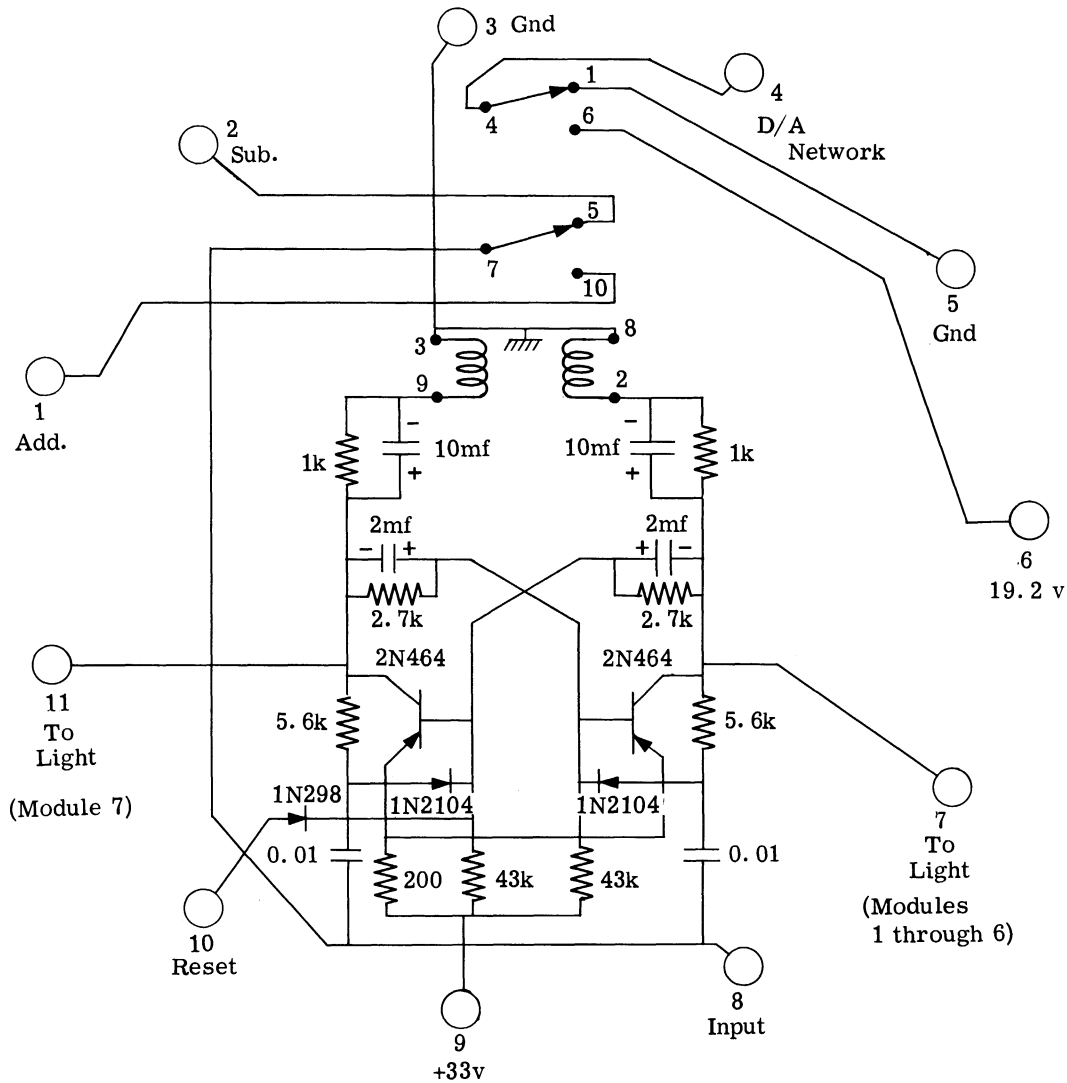 3 Gnd
1
4
4
D/A
Network
6
2
Sub.
5
7
10
5
Gnd
3
8
9
2
1
Add.
1k
10mf
10mf
1k
-
+
-
+
2mf
2mf
- +
+ -
2.7k
2.7k
6
19.2 v
2N464
2N464
11
To
Light
(Module 7)
5.6k
5.6k
1N298
1N2104
1N2104
7
To
Light
(Modules
1 through 6)
0.01
200
43k
43k
0.01
10
Reset
8
Input
9
+33v